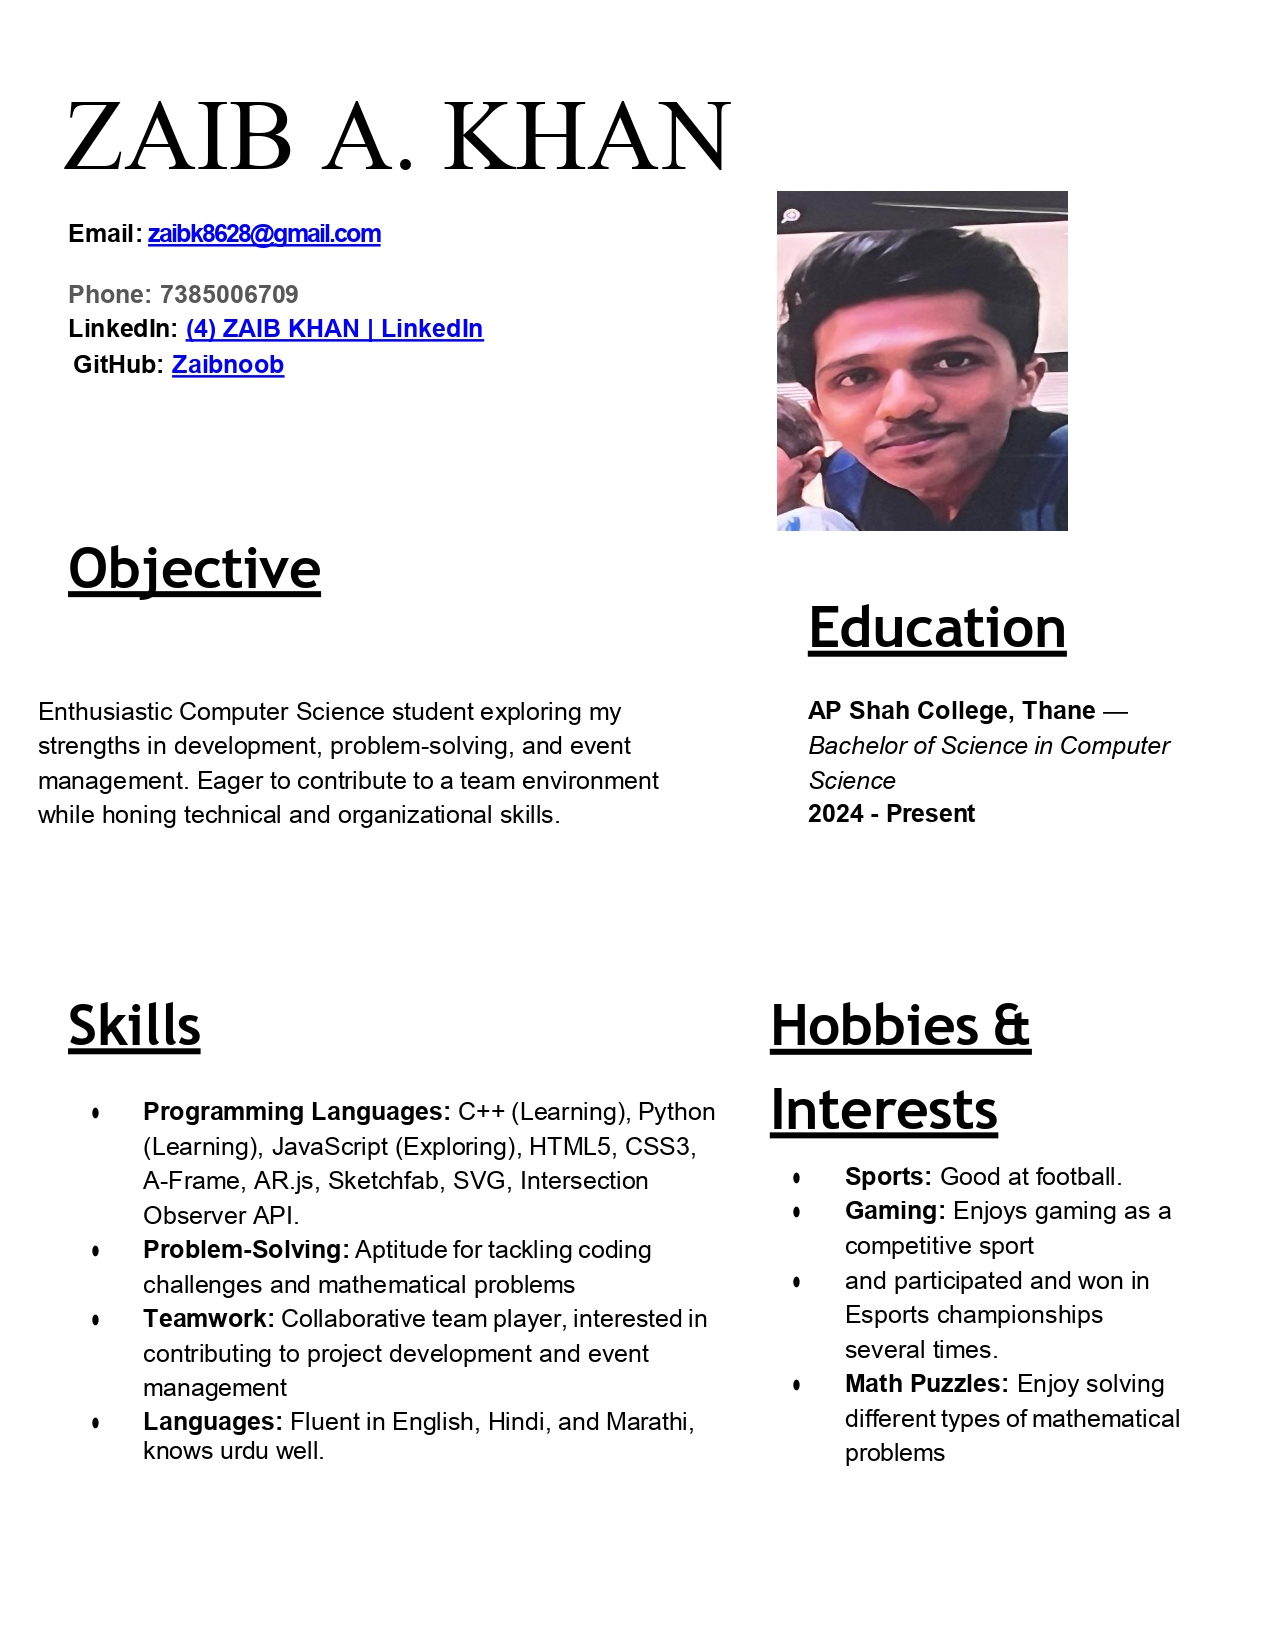 ZAIB A. KHAN
Email: zaibk8628@gmail.com
Phone: 7385006709
LinkedIn: (4) ZAIB KHAN | LinkedIn
GitHub: Zaibnoob
Objective
Enthusiastic Computer Science student exploring my
strengths in development, problem-solving, and event
management. Eager to contribute to a team environment
while honing technical and organizational skills.
Education
AP Shah College, Thane —
Bachelor of Science in Computer
Science
2024 - Present
Skills
• Programming Languages: C++ (Learning), Python
(Learning), JavaScript (Exploring), HTML5, CSS3,
A-Frame, AR.js, Sketchfab, SVG, Intersection
Observer API.
• Problem-Solving: Aptitude for tackling coding
challenges and mathematical problems
• Teamwork: Collaborative team player, interested in
contributing to project development and event
management
• Languages: Fluent in English, Hindi, and Marathi,
knows urdu well.
Hobbies &
Interests
• Sports: Good at football.
• Gaming: Enjoys gaming as a
competitive sport
• and participated and won in
Esports championships
several times.
• Math Puzzles: Enjoy solving
different types of mathematical
problems